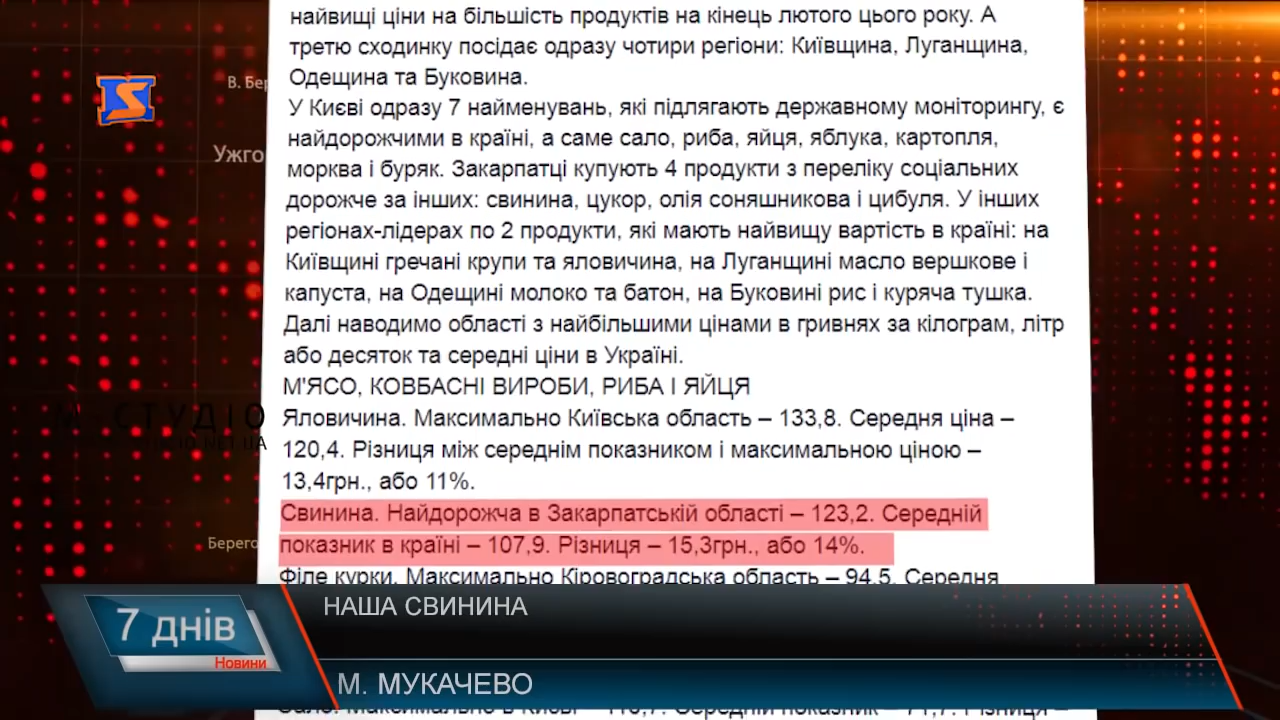 найвищі ціни на більшість продуктів на кінець лютого цього року. А
третю сходинку посідає одразу чотири регіони: Київщина, Луганщина,
Одещина та Буковина.
У Києві одразу 7 найменувань, які підлягають державному моніторингу, є
найдорожчими в країні, а саме сало, риба, яйця, яблука, картопля,
морква і буряк. Закарпатці купують 4 продукти з переліку соціальних
дорожче за інших: свинина, цукор, олія соняшникова і цибуля. У інших
регіонах-лідерах по 2 продукти, які мають найвищу вартість в країні: на
Київщині гречані крупи та яловичина, на Луганщині масло вершкове і
капуста, на Одещині молоко та батон, на Буковині рис і куряча тушка.
Далі наводимо області з найбільшими цінами в гривнях за кілограм, літр
або десяток та середні ціни в Україні.
М'ЯСО, КОВБАСНІ ВИРОБИ, РИБА І ЯЙЦЯ
Яловичина. Максимально Київська область – 133,8. Середня ціна –
120,4. Різниця між середнім показником і максимальною ціною –
13,4грн., або 11%.
Свинина. Найдорожча в Закарпатській області – 123,2. Середній
показник в країні – 107,9. Різниця – 15,3грн., або 14%.
Філе курки. Максимально Кіровоградська область – 94,5. Середня
В. Бер
Ужго
М-СТУДІО
.NET.UA
Берего
7 днів
Новини
НАША СВИНИНА
М. МУКАЧЕВО